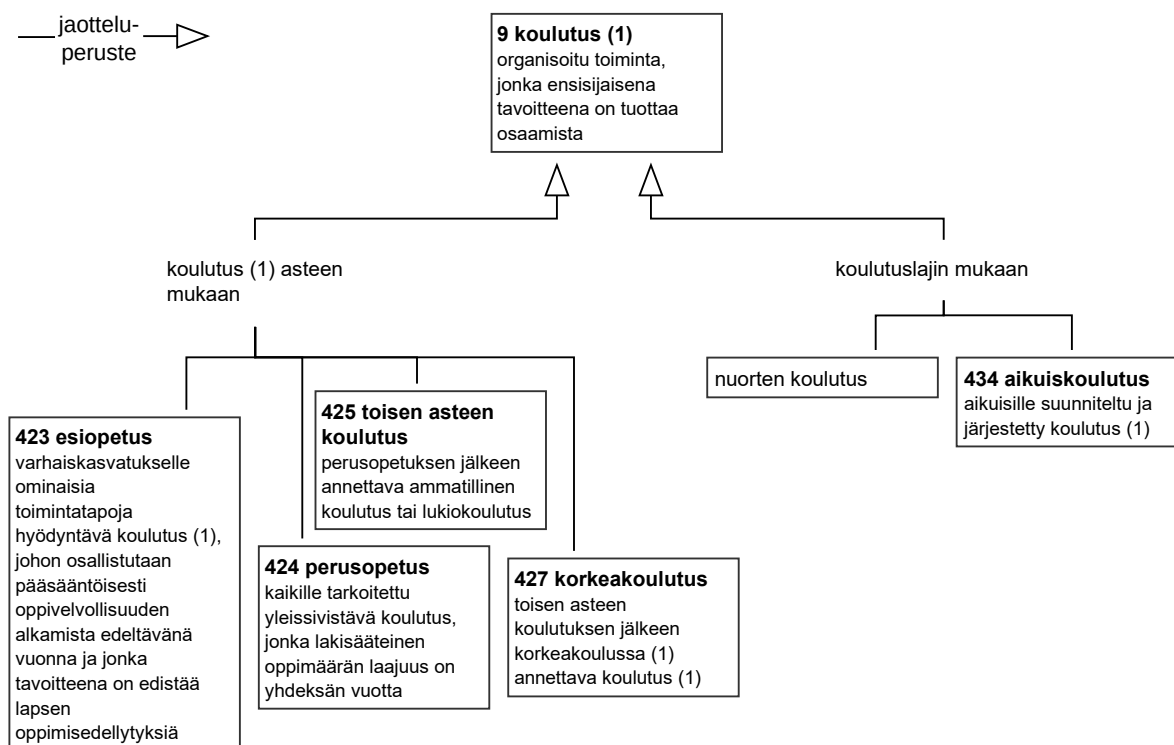 jaottelu-
peruste
9 koulutus (1)
organisoitu toiminta,
jonka ensisijaisena
tavoitteena on tuottaa
osaamista
koulutus (1) asteen
mukaan
koulutuslajin mukaan
nuorten koulutus
434 aikuiskoulutus
aikuisille suunniteltu ja
järjestetty koulutus (1)
425 toisen asteen
koulutus
perusopetuksen jälkeen
annettava ammatillinen
koulutus tai lukiokoulutus
423 esiopetus
varhaiskasvatukselle
ominaisia
toimintatapoja
hyödyntävä koulutus (1),
johon osallistutaan
pääsääntöisesti
oppivelvollisuuden
alkamista edeltävänä
vuonna ja jonka
tavoitteena on edistää
lapsen
oppimisedellytyksiä
424 perusopetus
kaikille tarkoitettu
yleissivistävä koulutus,
jonka lakisääteinen
oppimäärän laajuus on
yhdeksän vuotta
427 korkeakoulutus
toisen asteen
koulutuksen jälkeen
korkeakoulussa (1)
annettava koulutus (1)